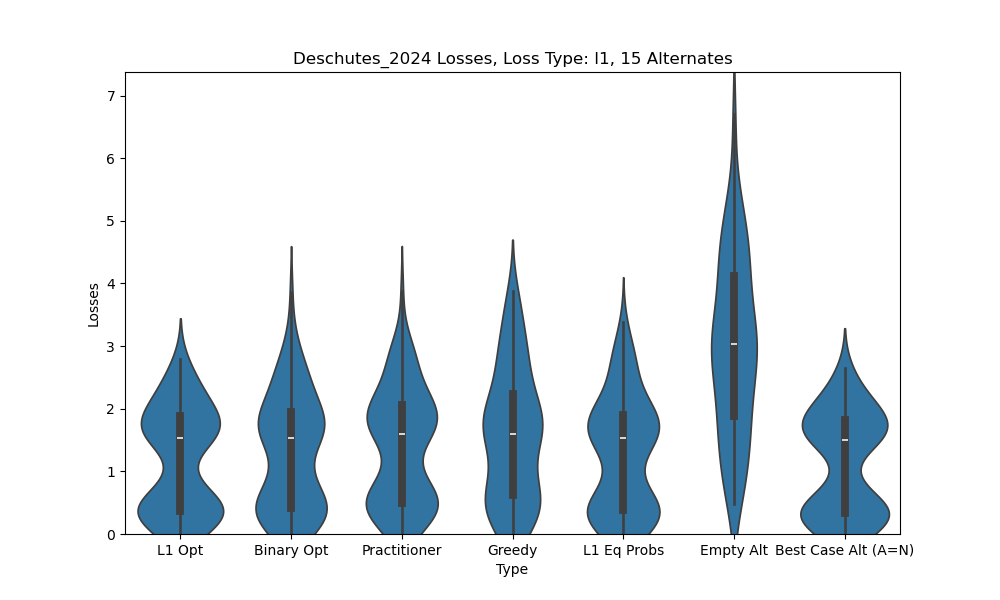 Deschutes_2024 Losses, Loss Type: l1, 15 Alternates
7
6
5
4
3
2
1
0
Losses
L1 Opt
Binary Opt
Practitioner
Greedy
L1 Eq Probs
Empty Alt
Best Case Alt (A=N)
Type